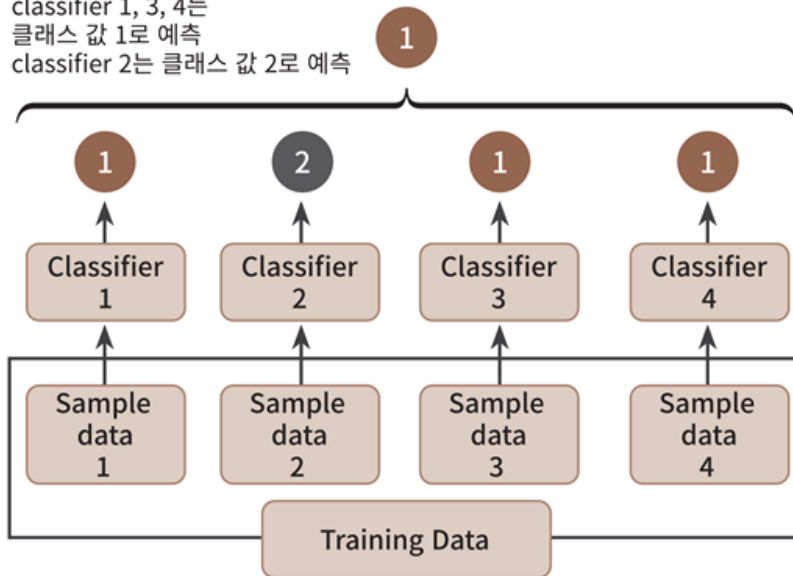 classifier 1, 3, 4는
클래스 값 1로 예측
classifier 2는 클래스 값 2로 예측
1
1
2
1
1
Classifier
1
Classifier
2
Classifier
3
Classifier
4
Sample
data
1
Sample
data
2
Sample
data
3
Sample
data
4
Training Data